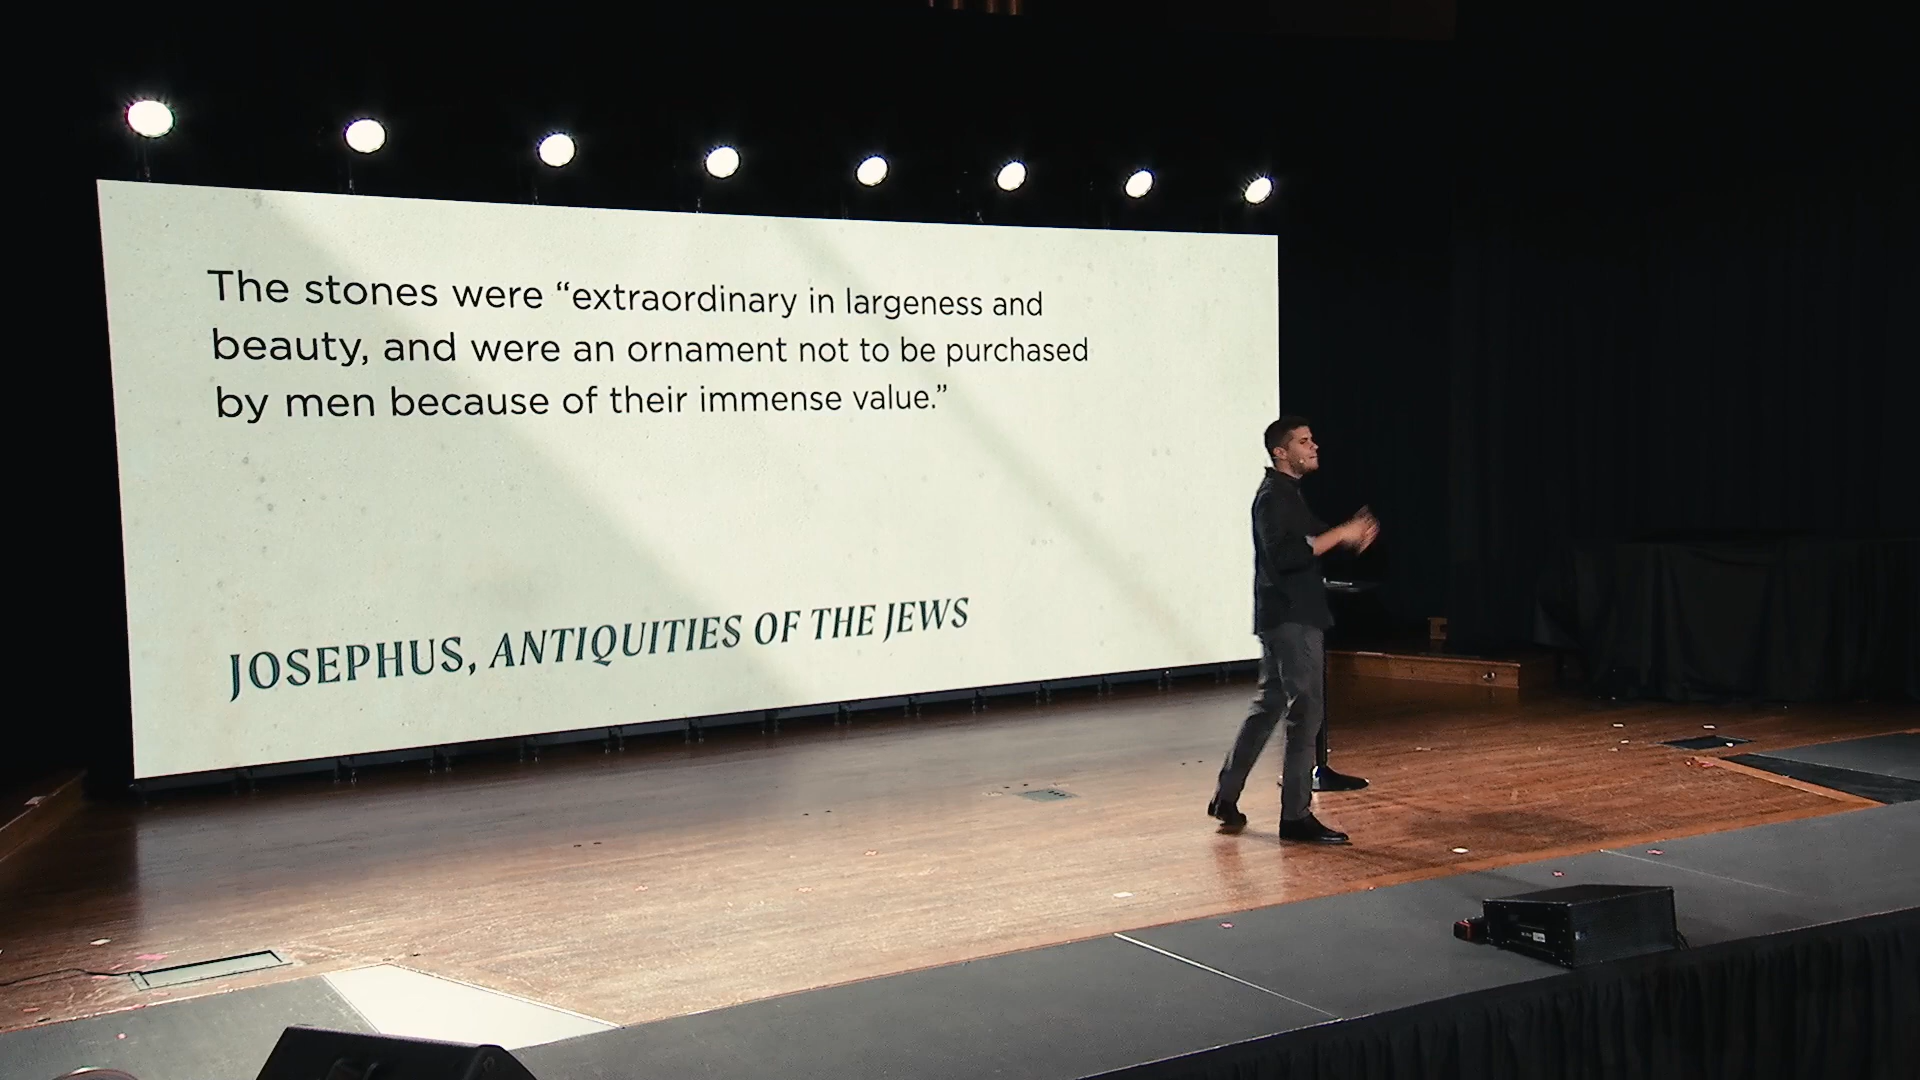 The stones were “extraordinary in largeness and
beauty, and were an ornament not to be purchased
by men because of their immense value.”
JOSEPHUS, ANTIQUITIES OF THE JEWS